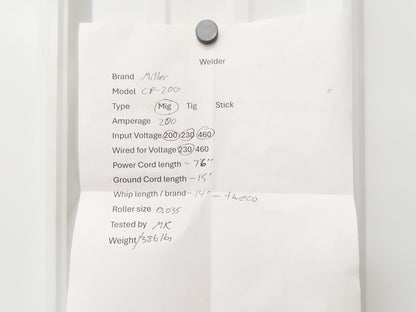 Welder
Brand Miller
Model CP-200
Type Mig Tig Stick
Amperage 200
Input Voltage 200 230 460
Wired for Voltage 230 460
Power Cord length - 7'6"
Ground Cord length - 15'
Whip length / brand - 14' - tweco
Roller size 0.035
Tested by MK
Weight / 386 lbs